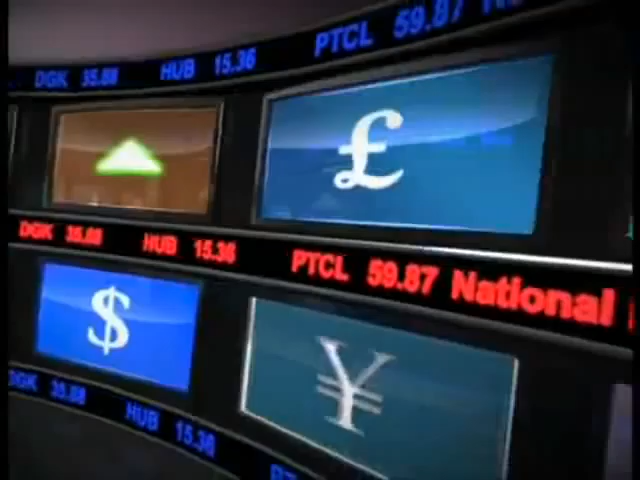 DGK 35.88 HUB 15.36 PTCL 59.87
£
DGK 35.88 HUB 15.36 PTCL 59.87 National
$
¥
DGK 35.88 HUB 15.36